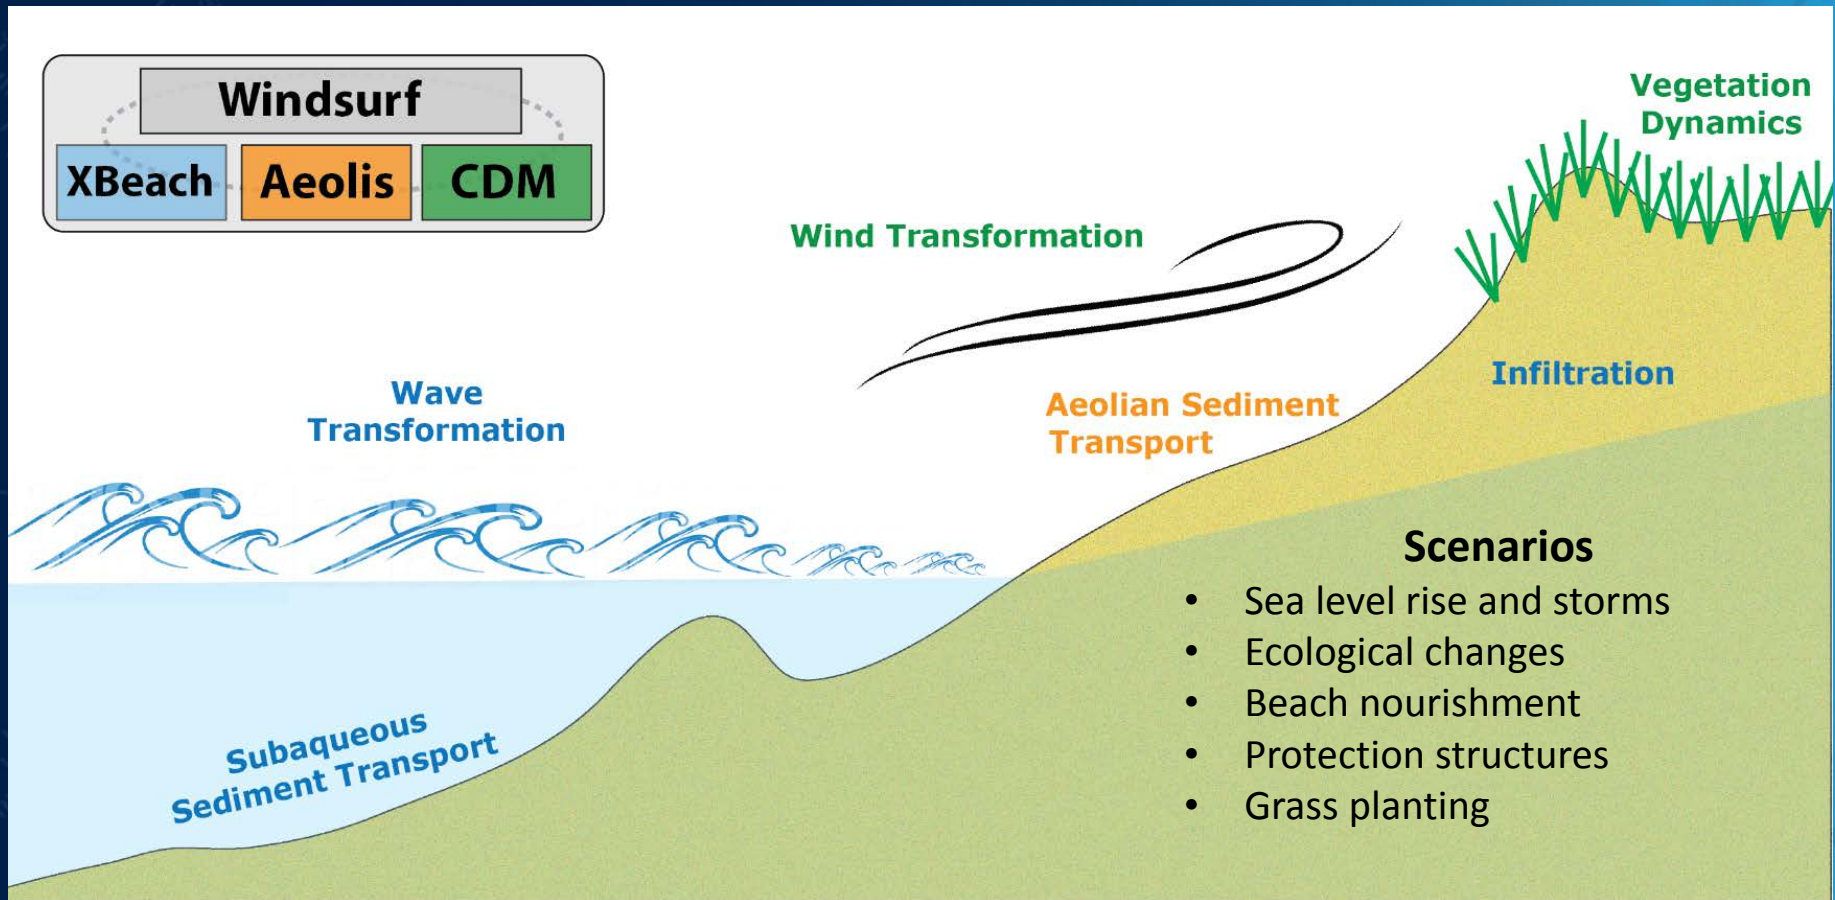 Windsurf
XBeach Aeolis CDM
Vegetation
Dynamics
Wind Transformation
Infiltration
Wave
Transformation
Aeolian Sediment
Transport
Subaqueous
Sediment Transport
Scenarios
• Sea level rise and storms
• Ecological changes
• Beach nourishment
• Protection structures
• Grass planting